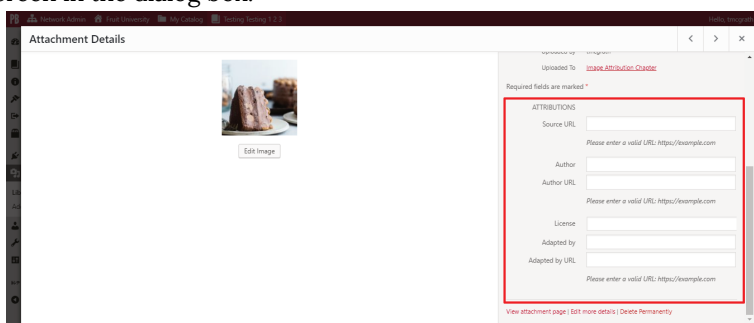 screen in the dialog box.
Network Admin Fruit University My Catalog Testing Testing 1 2 3 Hello, tmcgrath
Attachment Details
Uploaded To Image Attribution Chapter
Required fields are marked *
ATTRIBUTIONS
Source URL
Please enter a valid URL: https://example.com
Edit Image
Author
Author URL
Please enter a valid URL: https://example.com
License
Adapted by
Adapted by URL
Please enter a valid URL: https://example.com
View attachment page | Edit more details | Delete Permanently